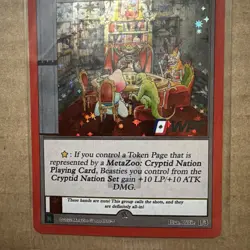 : If you control a Token Page that is
represented by a MetaZoo: Cryptid Nation
Playing Card, Beasties you control from the
Cryptid Nation Set gain +10 LP/+10 ATK
DMG.
These hands are nuts! This group calls the shots, and they
are definitely all-in!